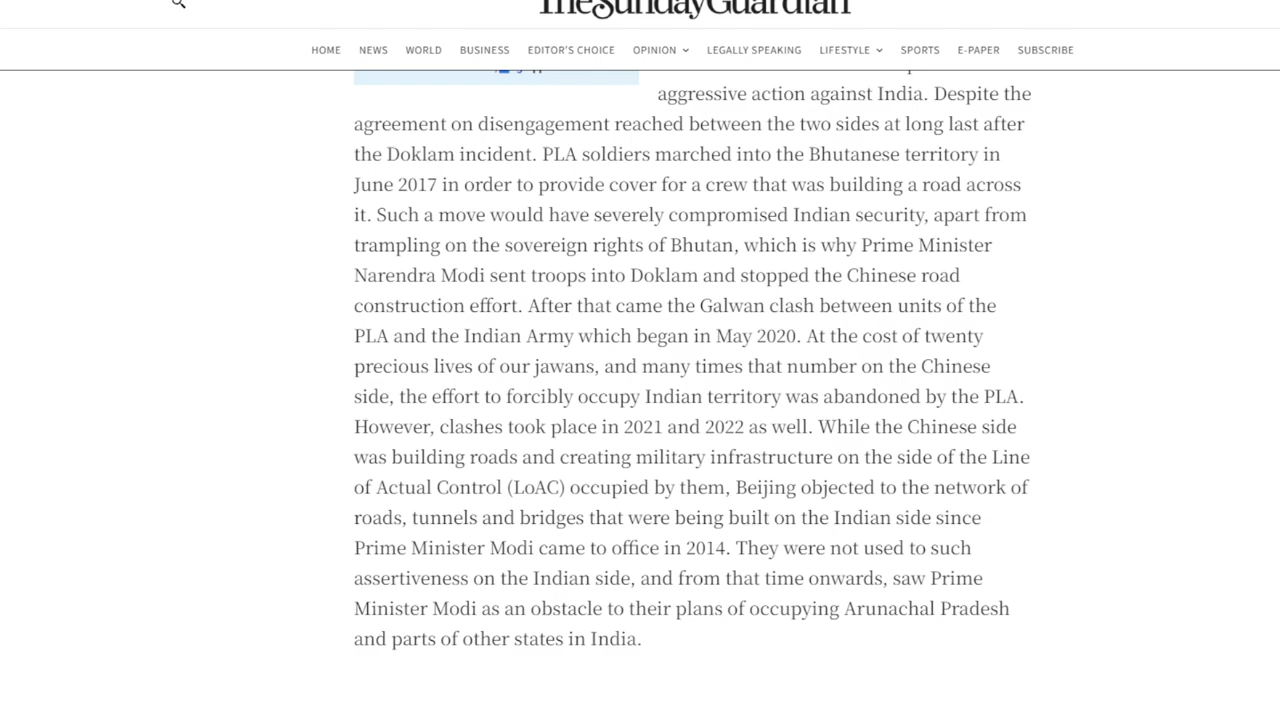 TheSundayGuardian
HOME NEWS WORLD BUSINESS EDITOR'S CHOICE OPINION LEGALLY SPEAKING LIFESTYLE SPORTS E-PAPER SUBSCRIBE
aggressive action against India. Despite the
agreement on disengagement reached between the two sides at long last after
the Doklam incident. PLA soldiers marched into the Bhutanese territory in
June 2017 in order to provide cover for a crew that was building a road across
it. Such a move would have severely compromised Indian security, apart from
trampling on the sovereign rights of Bhutan, which is why Prime Minister
Narendra Modi sent troops into Doklam and stopped the Chinese road
construction effort. After that came the Galwan clash between units of the
PLA and the Indian Army which began in May 2020. At the cost of twenty
precious lives of our jawans, and many times that number on the Chinese
side, the effort to forcibly occupy Indian territory was abandoned by the PLA.
However, clashes took place in 2021 and 2022 as well. While the Chinese side
was building roads and creating military infrastructure on the side of the Line
of Actual Control (LoAC) occupied by them, Beijing objected to the network of
roads, tunnels and bridges that were being built on the Indian side since
Prime Minister Modi came to office in 2014. They were not used to such
assertiveness on the Indian side, and from that time onwards, saw Prime
Minister Modi as an obstacle to their plans of occupying Arunachal Pradesh
and parts of other states in India.